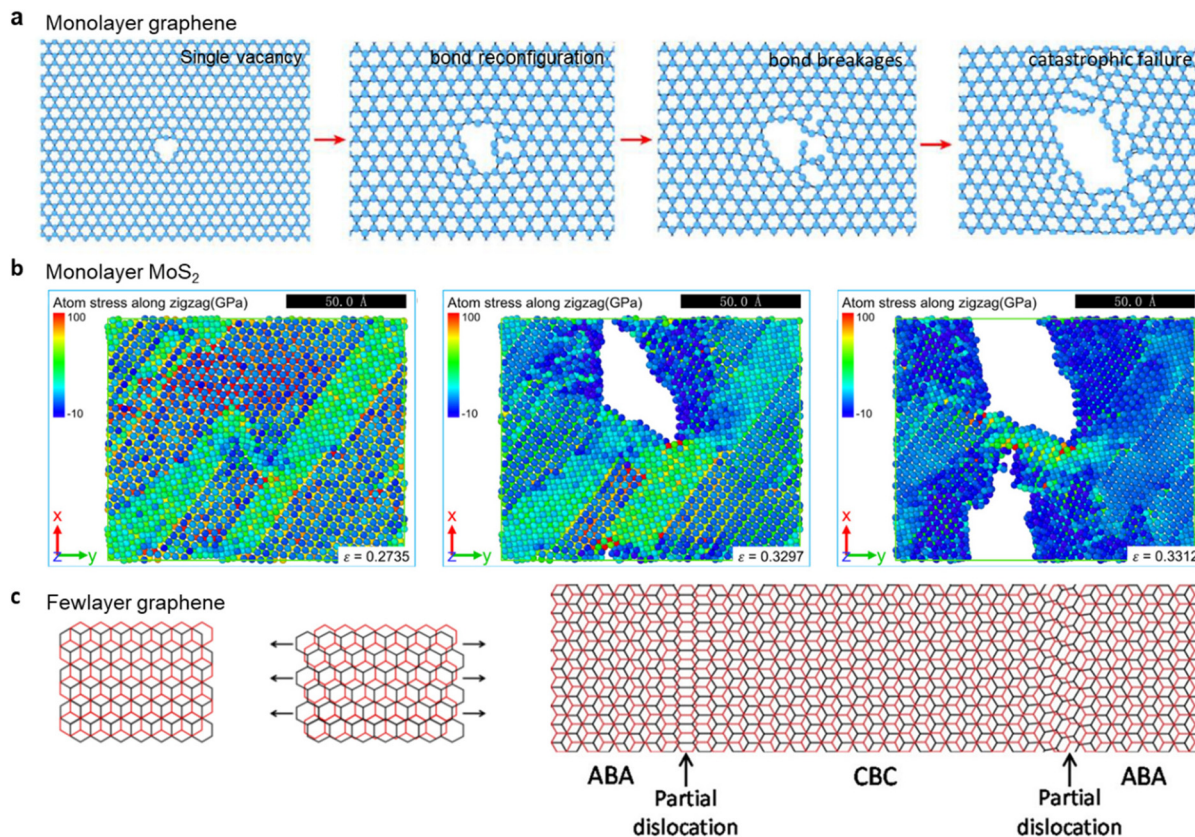 a Monolayer graphene
Single vacancy
bond reconfiguration
bond breakages
catastrophic failure
b Monolayer MoS₂
Atom stress along zigzag(GPa)
50.0 Å
100
-10
x
z y
ε = 0.2735
Atom stress along zigzag(GPa)
50.0 Å
100
-10
x
z y
ε = 0.3297
Atom stress along zigzag(GPa)
50.0 Å
100
-10
x
z y
ε = 0.3312
c Fewlayer graphene
ABA
CBC
ABA
Partial
dislocation
Partial
dislocation